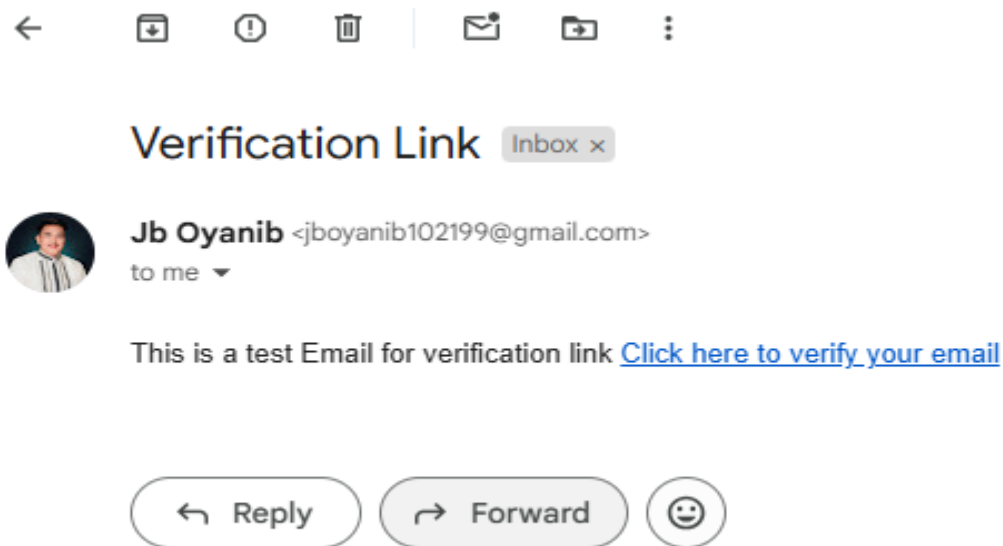 Verification Link Inbox ×
Jb Oyanib <jboyanib102199@gmail.com>
to me
This is a test Email for verification link Click here to verify your email
Reply Forward